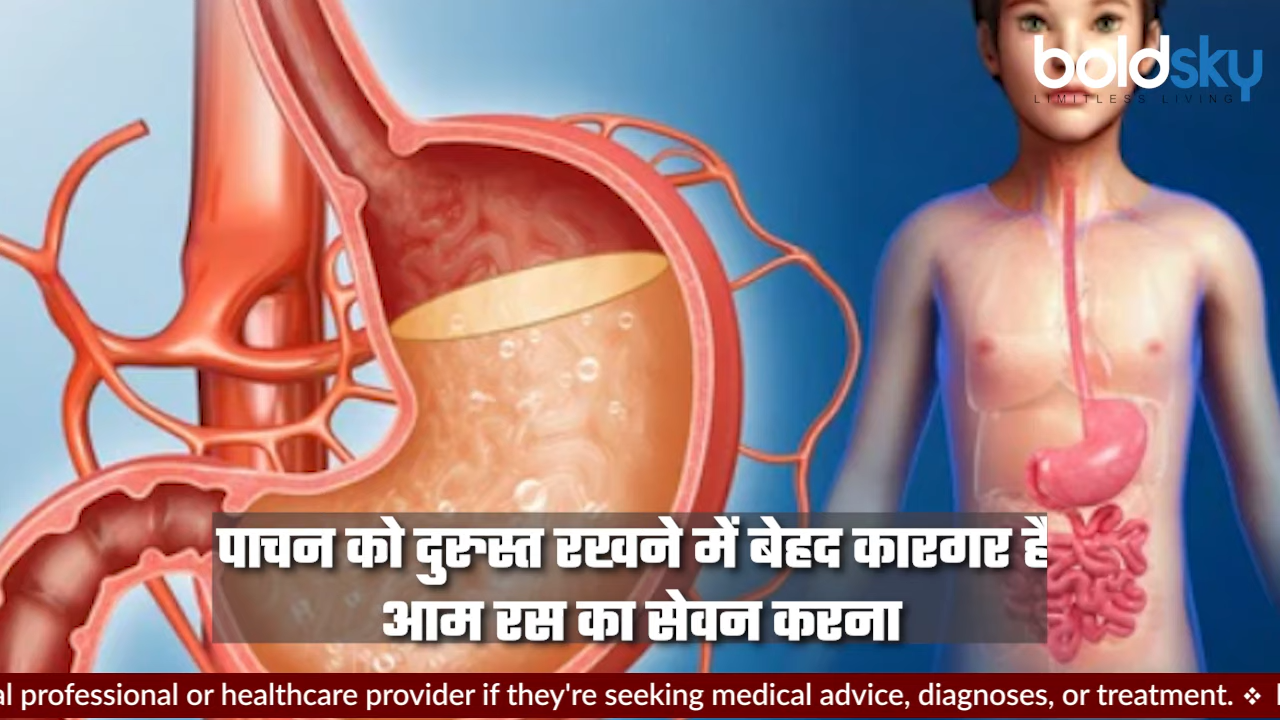 boldsky
LIMITLESS LIVING
पाचन को दुरुस्त रखने में बेहद कारगर है
आम रस का सेवन करना
professional or healthcare provider if they're seeking medical advice, diagnoses, or treatment. ❖